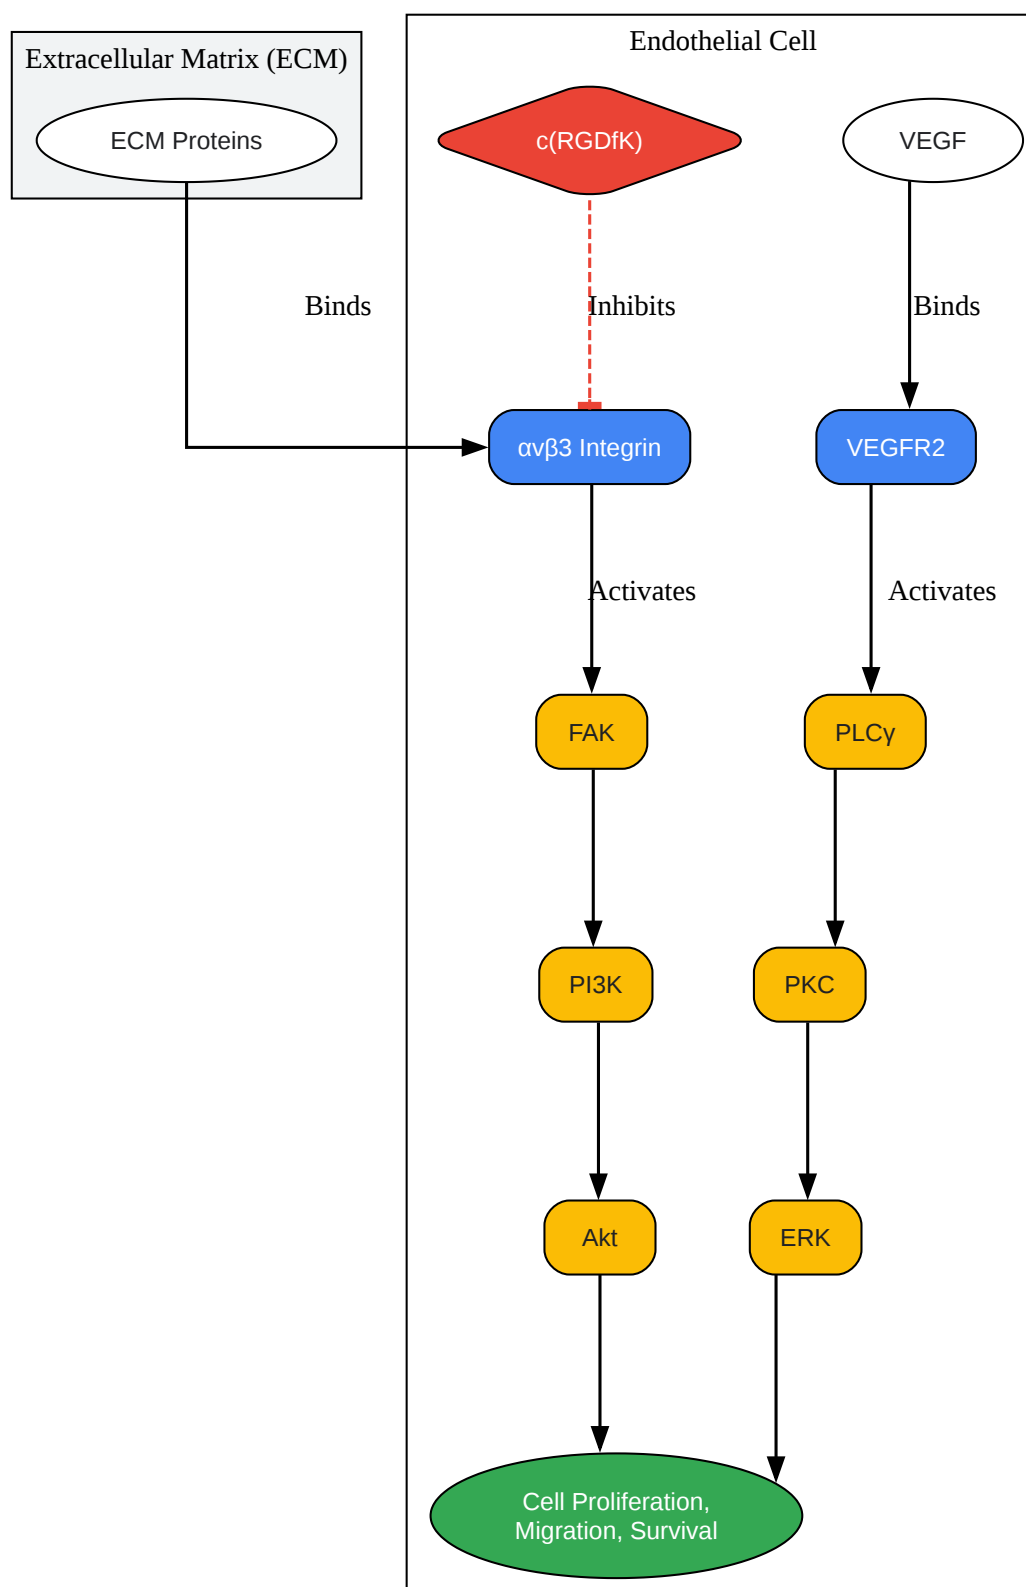 Extracellular Matrix (ECM)
Endothelial Cell
ECM Proteins
c(RGDfK)
VEGF
Binds
Inhibits
Binds
αvβ3 Integrin
VEGFR2
Activates
Activates
FAK
PLCγ
PI3K
PKC
Akt
ERK
Cell Proliferation,
Migration, Survival